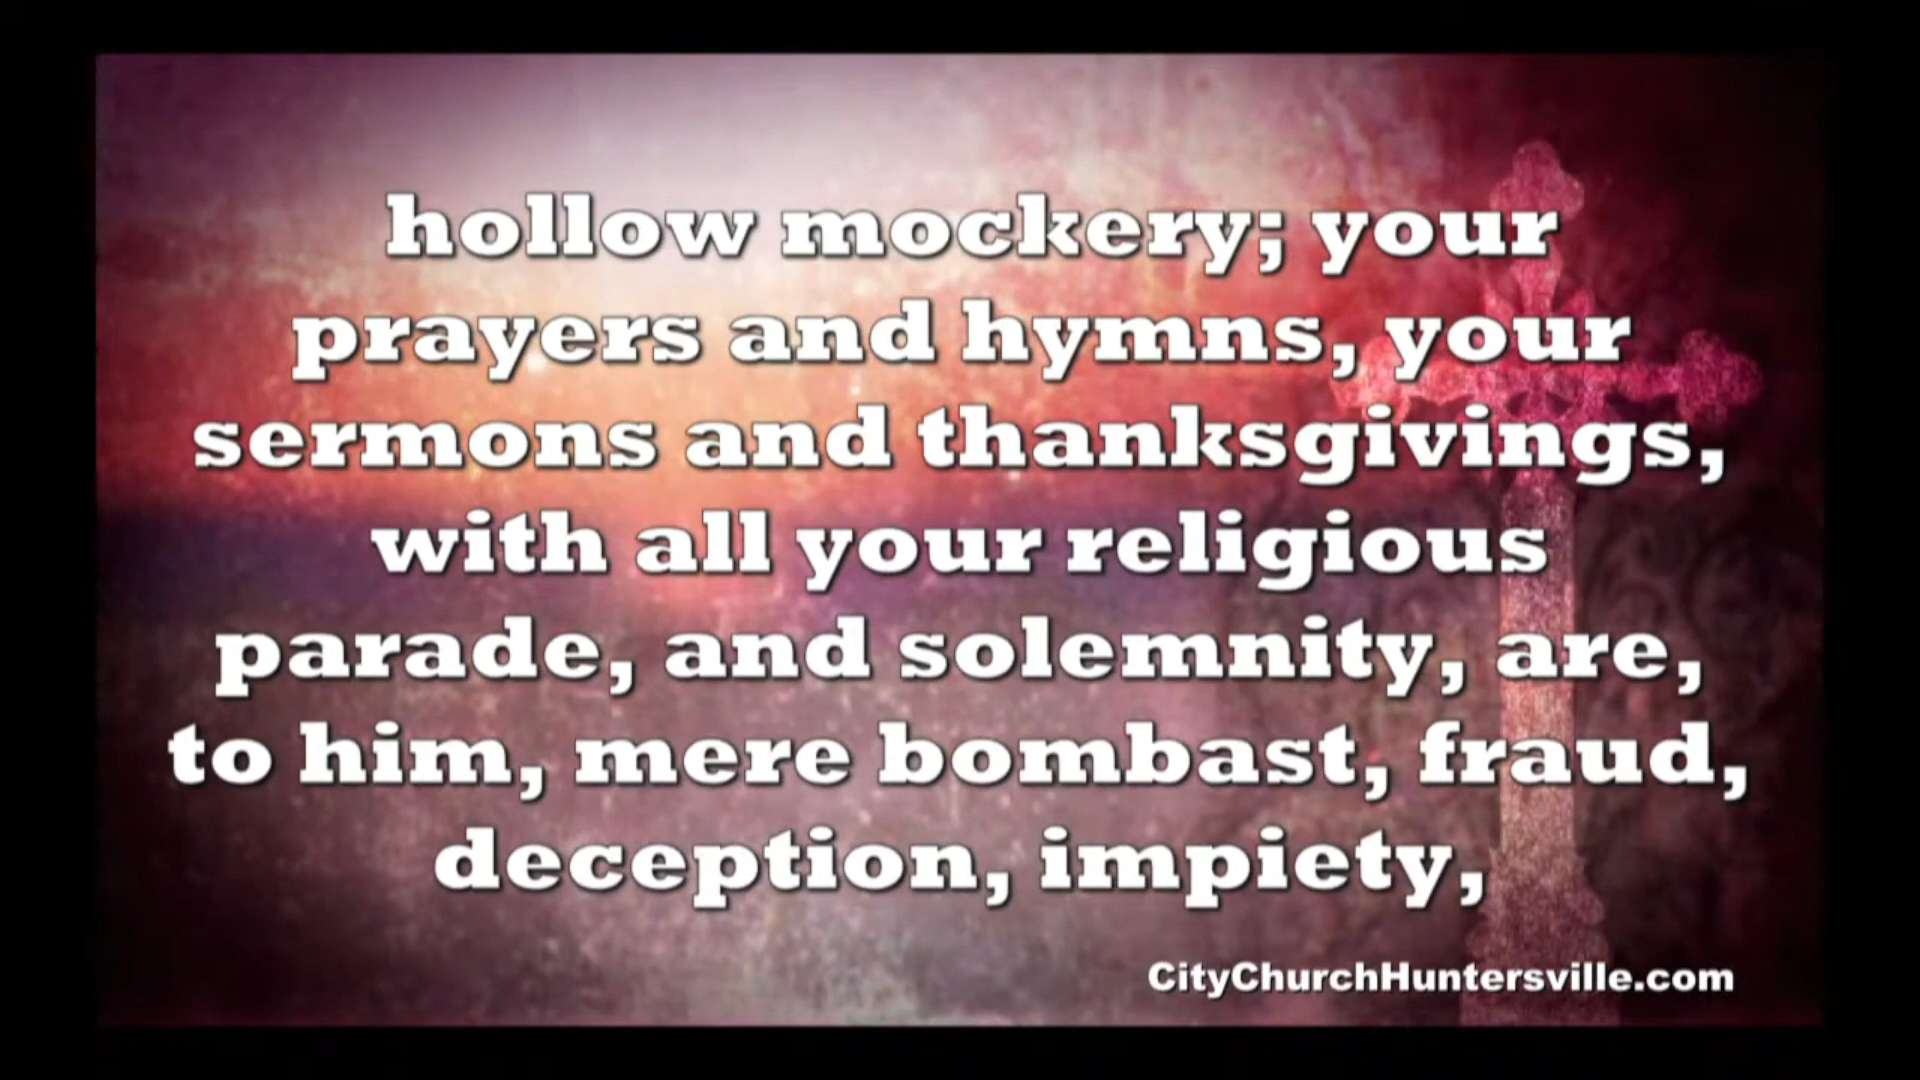 hollow mockery; your
prayers and hymns, your
sermons and thanksgivings,
with all your religious
parade, and solemnity, are,
to him, mere bombast, fraud,
deception, impiety,
CityChurchHuntersville.com